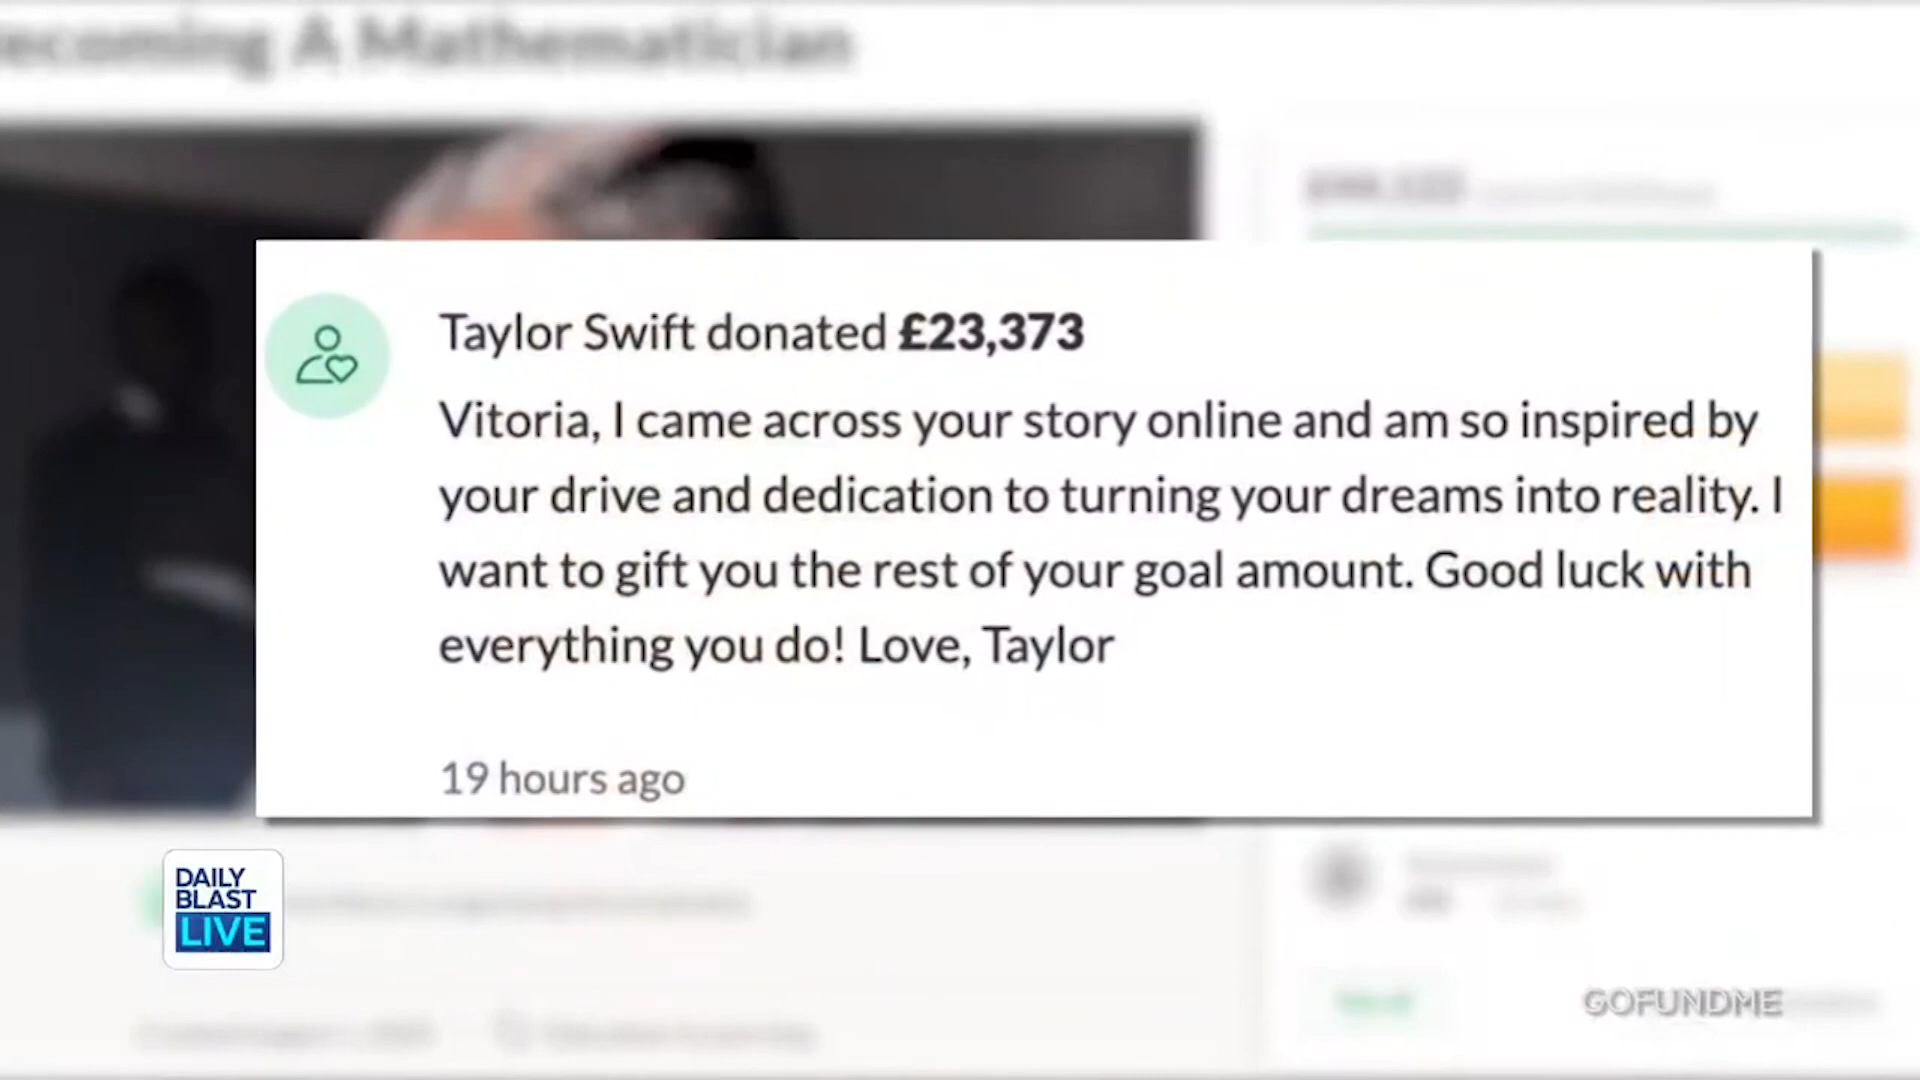 ecoming A Mathematician
Taylor Swift donated £23,373
Vitoria, I came across your story online and am so inspired by
your drive and dedication to turning your dreams into reality. I
want to gift you the rest of your goal amount. Good luck with
everything you do! Love, Taylor
19 hours ago
DAILY
BLAST
LIVE
GOFUNDME